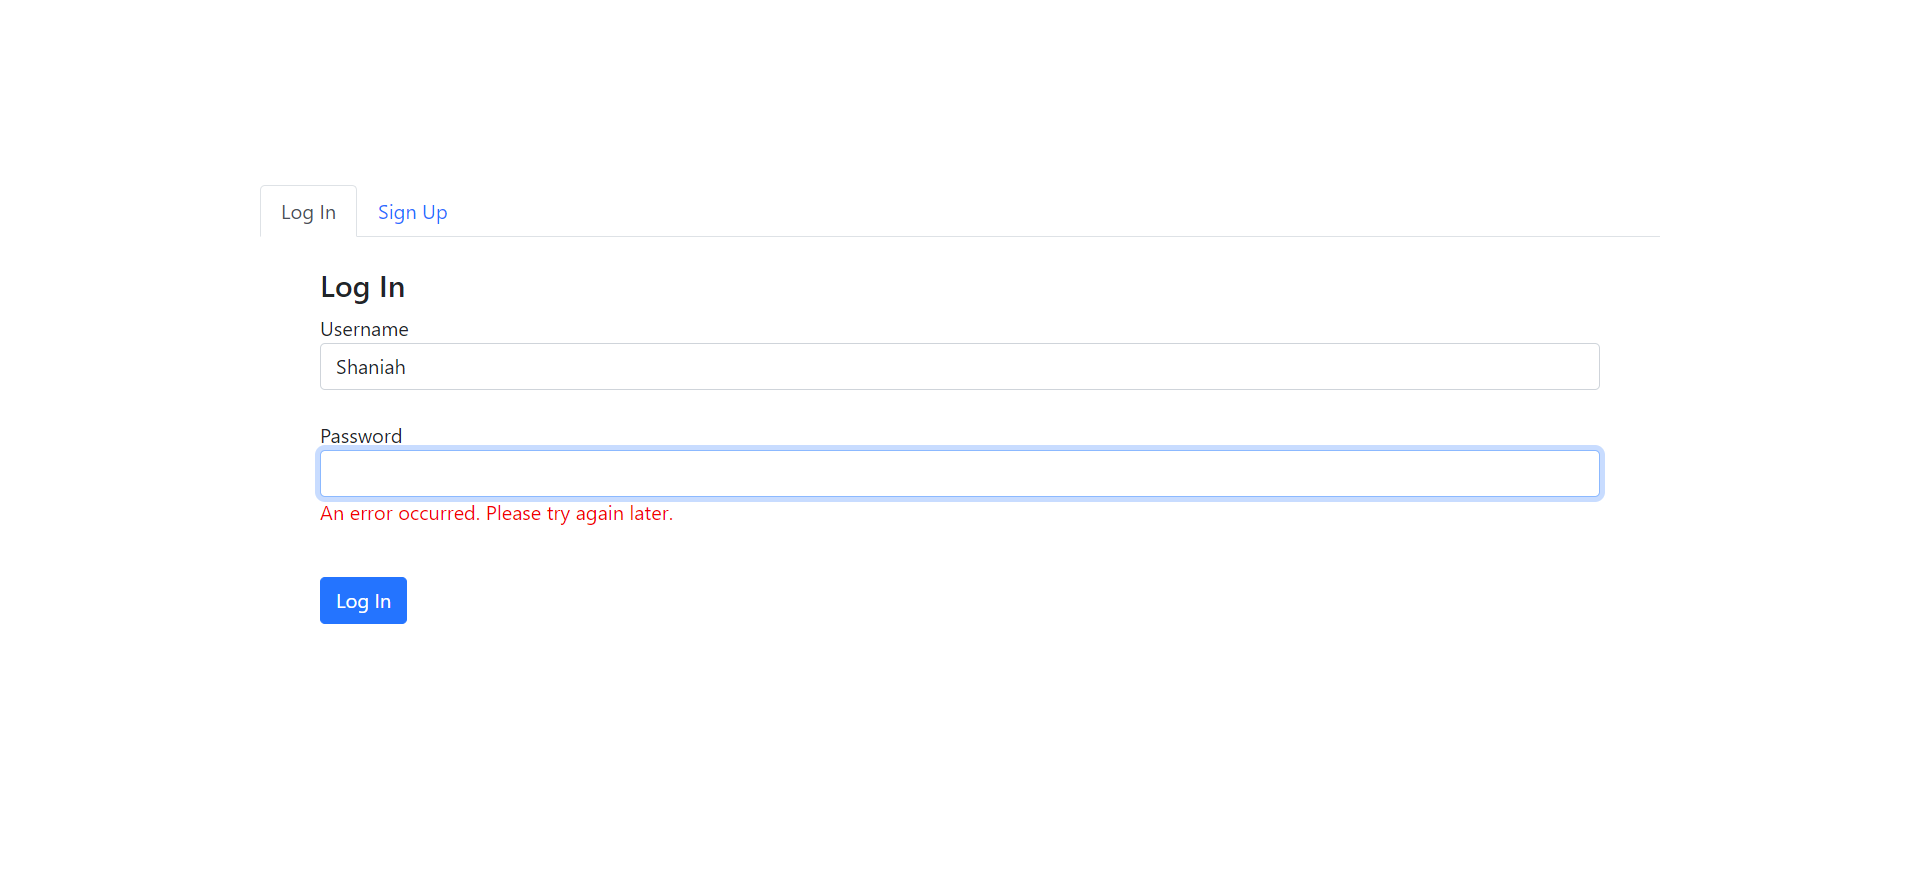 Log In Sign Up
Log In
Username
Shaniah
Password
An error occurred. Please try again later.
Log In